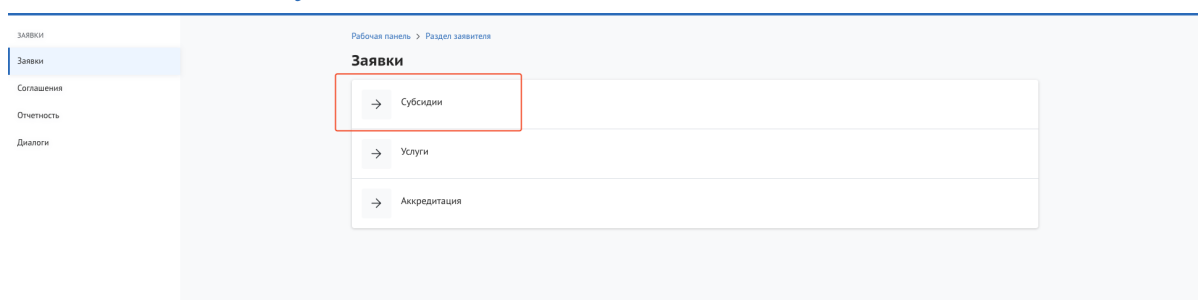 ЗАЯВКИ
Заявки
Соглашения
Отчетность
Диалоги
Рабочая панель > Раздел заявителя
Заявки
Субсидии
Услуги
Аккредитация